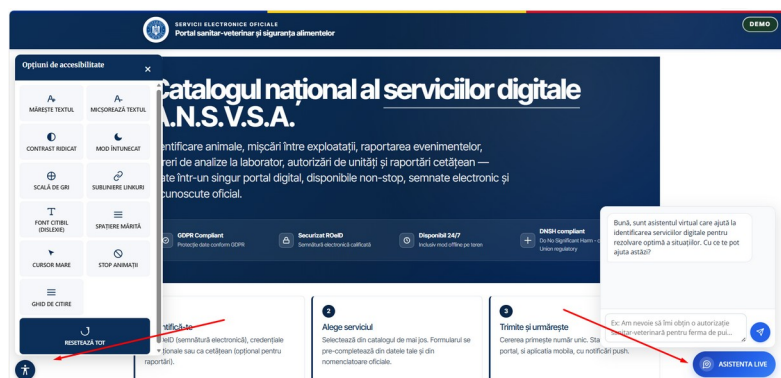 SERVICII ELECTRONICE OFICIALE
Portal sanitar-veterinar și siguranța alimentelor
DEMO
Opțiuni de accesibilitate
×
A+
MĂREȘTE TEXTUL
A-
MICȘOREAZĂ TEXTUL
CONTRAST RIDICAT
MOD ÎNTUNECAT
SCALĂ DE GRI
SUBLINIERE LINKURI
T
FONT CITIBIL
(DISLEXIE)
SPAȚIERE MĂRITĂ
CURSOR MARE
STOP ANIMAȚII
GHID DE CITIRE
RESETEAZĂ TOT
Catalogul național al serviciilor digitale
A.N.S.V.S.A.
entificare animale, mișcări între exploatații, raportarea evenimentelor,
reri de analize la laborator, autorizări de unități și raportări cetățean —
ate într-un singur portal digital, disponibile non-stop, semnate electronic și
cunoscute oficial.
GDPR Compliant
Protecție date conform GDPR
Securizat ROeID
Semnătură electronică calificată
Disponibil 24/7
Inclusiv mod offline pe teren
DNSH compliant
Do No Significant Harm - c
Union regulatory
ntifică-te
eID (semnătură electronică), credențiale
ționale sau ca cetățean (opțional pentru
raportări).
2
Alege serviciul
Selectează din catalogul de mai jos. Formularul se
pre-completează din datele tale și din
nomenclatoare oficiale.
3
Trimite și urmărește
Cererea primește număr unic. Sta
portal, și aplicatia mobila, cu notificări push.
Bună, sunt asistentul virtual care ajută la
identificarea serviciilor digitale pentru
rezolvare optimă a situațiilor. Cu ce te pot
ajuta astăzi?
Ex: Am nevoie să îmi obțin o autorizație
sanitar-veterinară pentru ferma de pui...
ASISTENTA LIVE